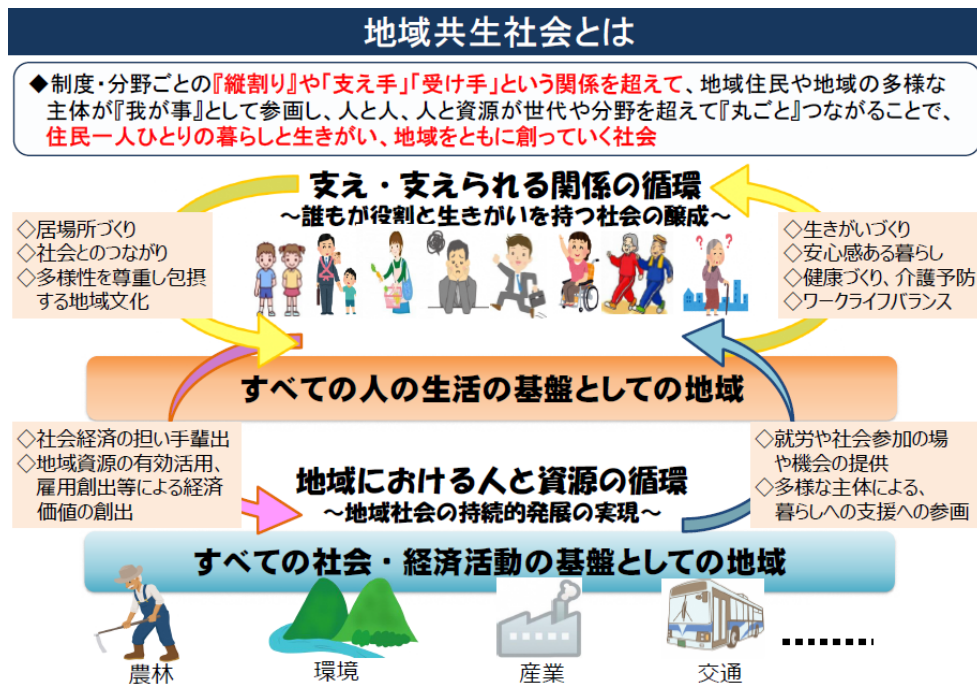 地域共生社会とは
◆制度・分野ごとの『縦割り』や「支え手」「受け手」という関係を超えて、地域住民や地域の多様な
主体が『我が事』として参画し、人と人、人と資源が世代や分野を超えて『丸ごと』つながることで、
住民一人ひとりの暮らしと生きがい、地域をともに創っていく社会
支え・支えられる関係の循環
～誰もが役割と生きがいを持つ社会の醸成～
◇居場所づくり
◇社会とのつながり
◇多様性を尊重し包摂
する地域文化
◇生きがいづくり
◇安心感ある暮らし
◇健康づくり、介護予防
◇ワークライフバランス
すべての人の生活の基盤としての地域
◇社会経済の担い手輩出
◇地域資源の有効活用、
雇用創出等による経済
価値の創出
地域における人と資源の循環
～地域社会の持続的発展の実現～
◇就労や社会参加の場
や機会の提供
◇多様な主体による、
暮らしへの支援への参画
すべての社会・経済活動の基盤としての地域
農林
環境
産業
交通